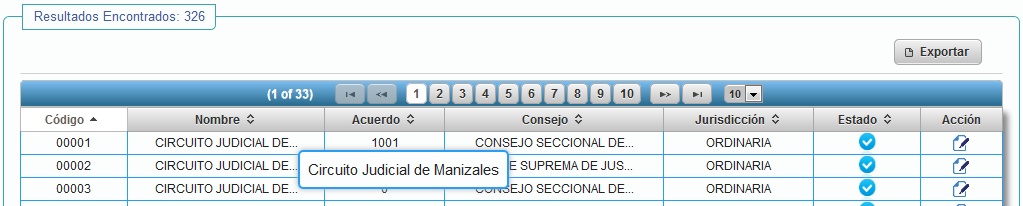 Resultados Encontrados: 326
Exportar
(1 of 33) 1 2 3 4 5 6 7 8 9 10 10
Código Nombre Acuerdo Consejo Jurisdicción Estado Acción
00001 CIRCUITO JUDICIAL DE... 1001 CONSEJO SECCIONAL DE... ORDINARIA
00002 CIRCUITO JUDICIAL DE... E SUPREMA DE JUS... ORDINARIA
Circuito Judicial de Manizales
00003 CIRCUITO JUDICIAL DE... 0 CONSEJO SECCIONAL DE... ORDINARIA